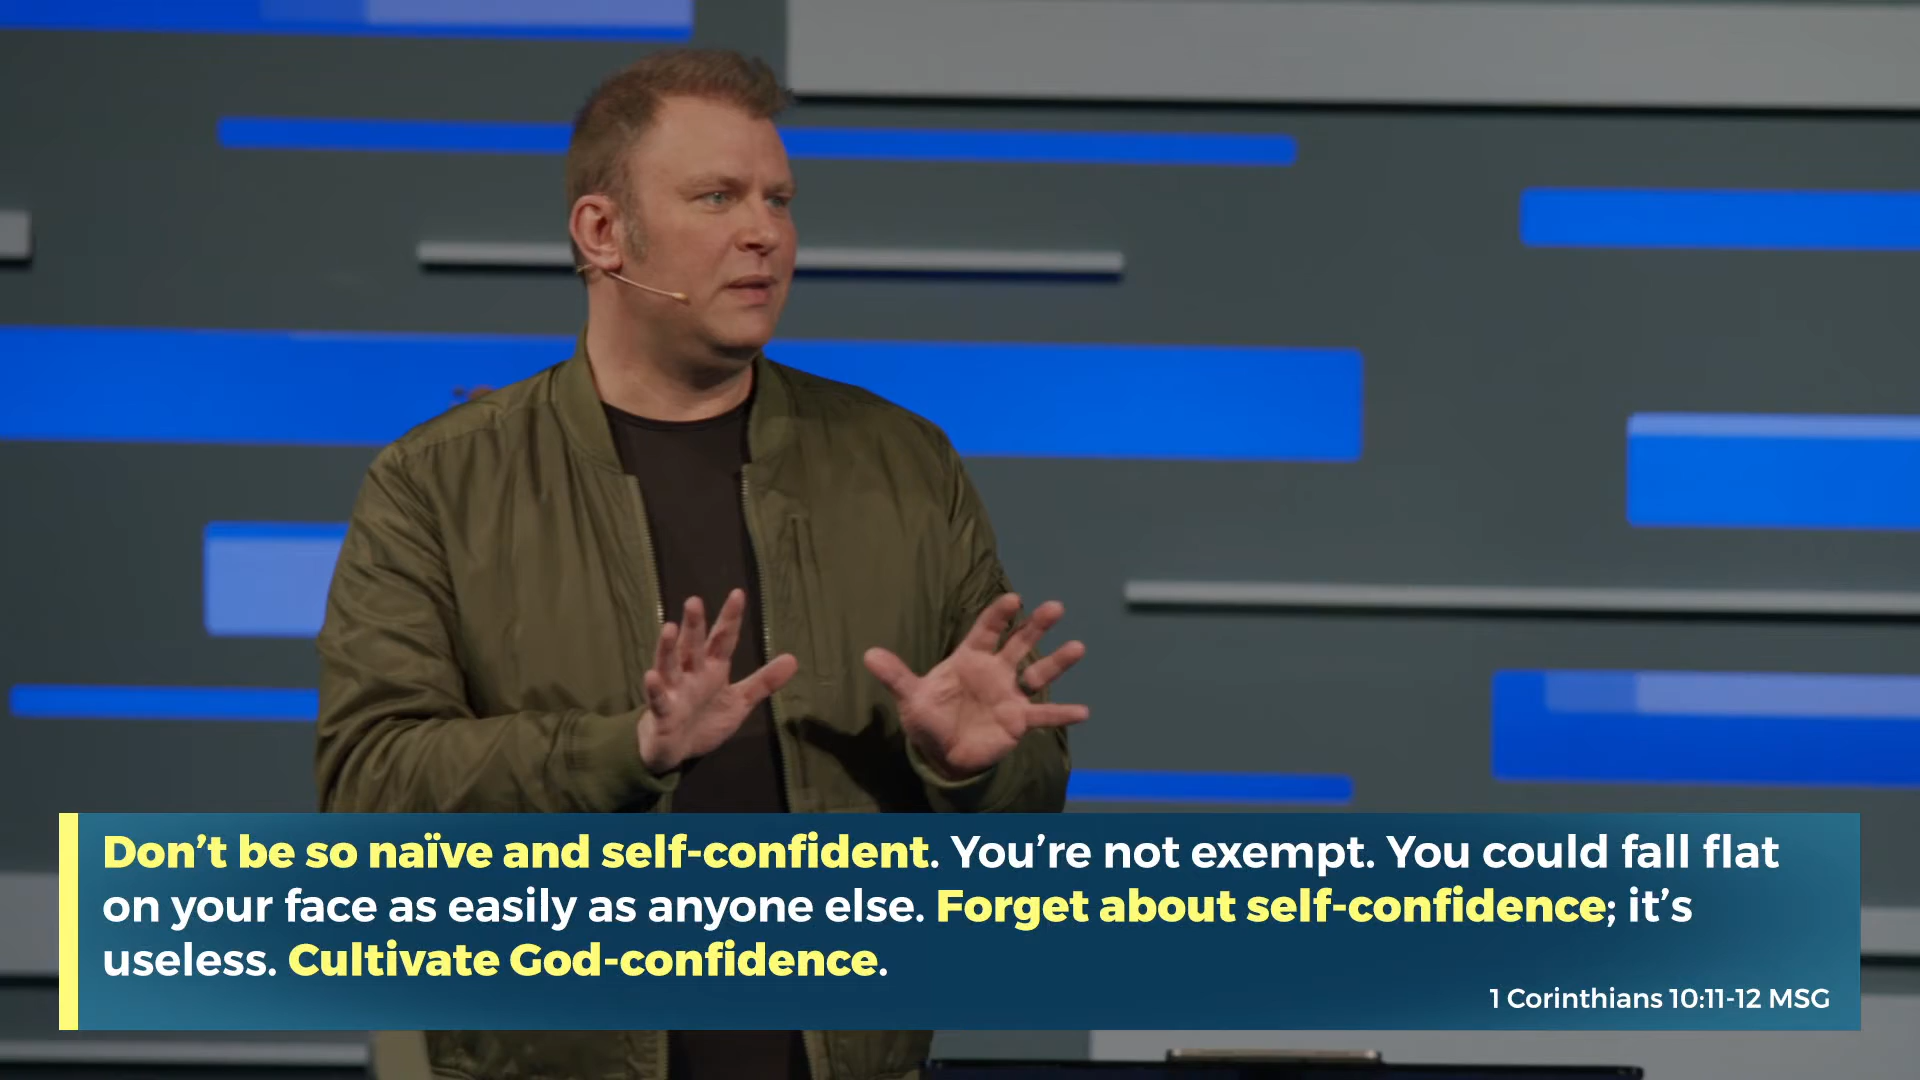 Don’t be so naïve and self-confident. You’re not exempt. You could fall flat
on your face as easily as anyone else. Forget about self-confidence; it’s
useless. Cultivate God-confidence.
1 Corinthians 10:11-12 MSG